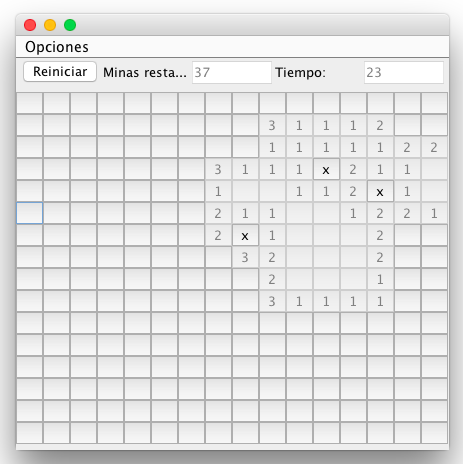 Opciones
Reiniciar Minas resta... 37 Tiempo: 23
3 1 1 1 2
1 1 1 1 1 2 2
3 1 1 1 x 2 1 1
1 1 1 2 x 1
2 1 1 1 2 2 1
2 x 1 2
3 2 2
2 1
3 1 1 1 1